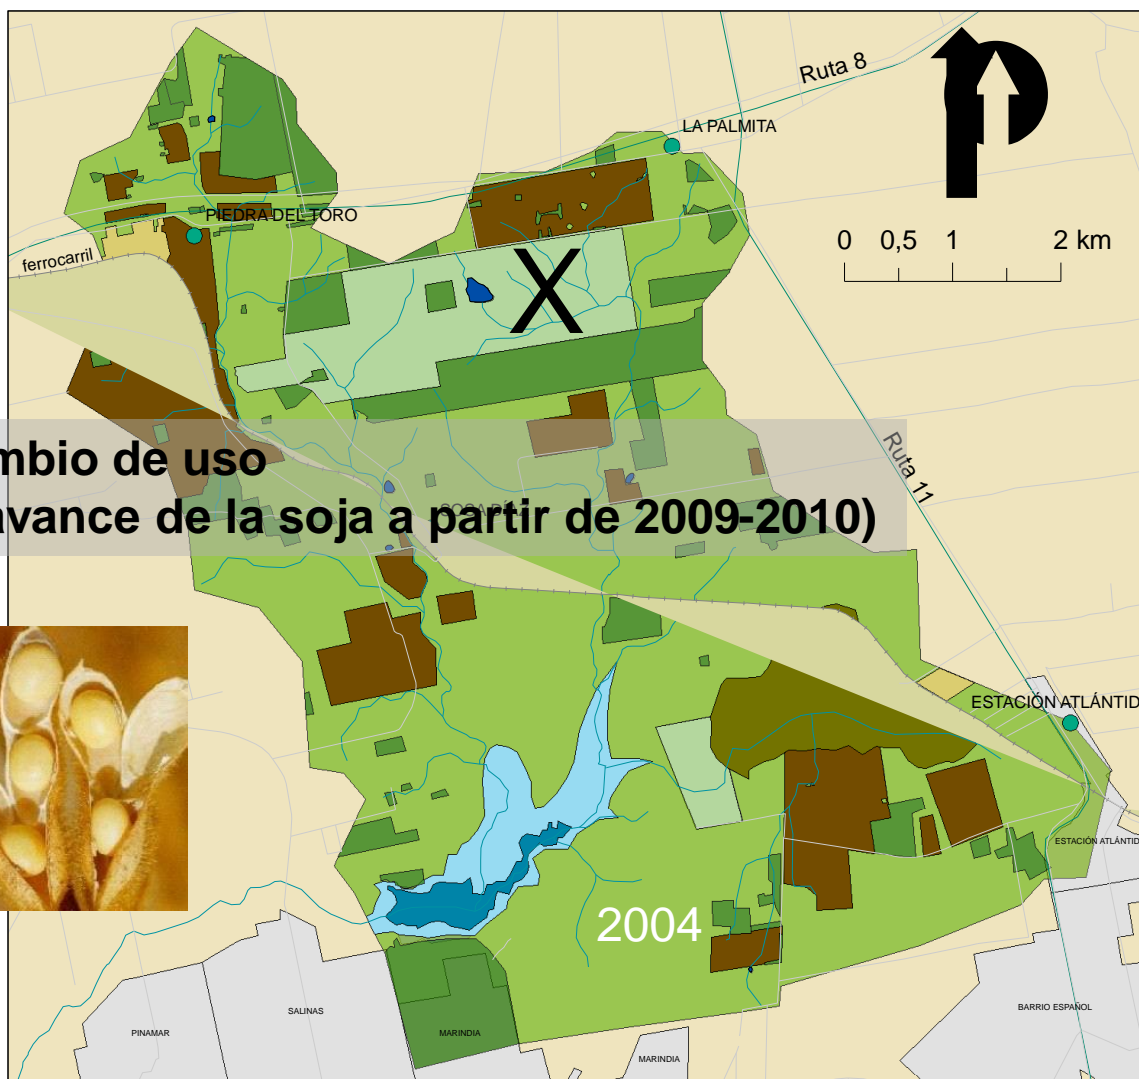 Ruta 8
LA PALMITA
PIEDRA DEL TORO
ferrocarril
0 0,5 1 2 km
X
Ruta 11
mbio de uso
avance de la soja a partir de 2009-2010)
ESTACIÓN ATLÁNTID
ESTACIÓN ATLÁNTID
2004
SALINAS
PINAMAR
MARINDIA
MARINDIA
BARRIO ESPAÑOL